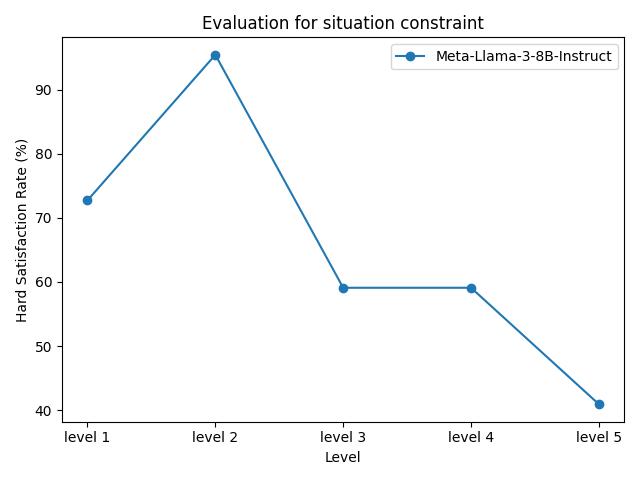 Evaluation for situation constraint
Meta-Llama-3-8B-Instruct
Hard Satisfaction Rate (%)
90
80
70
60
50
40
level 1 level 2 level 3 level 4 level 5
Level